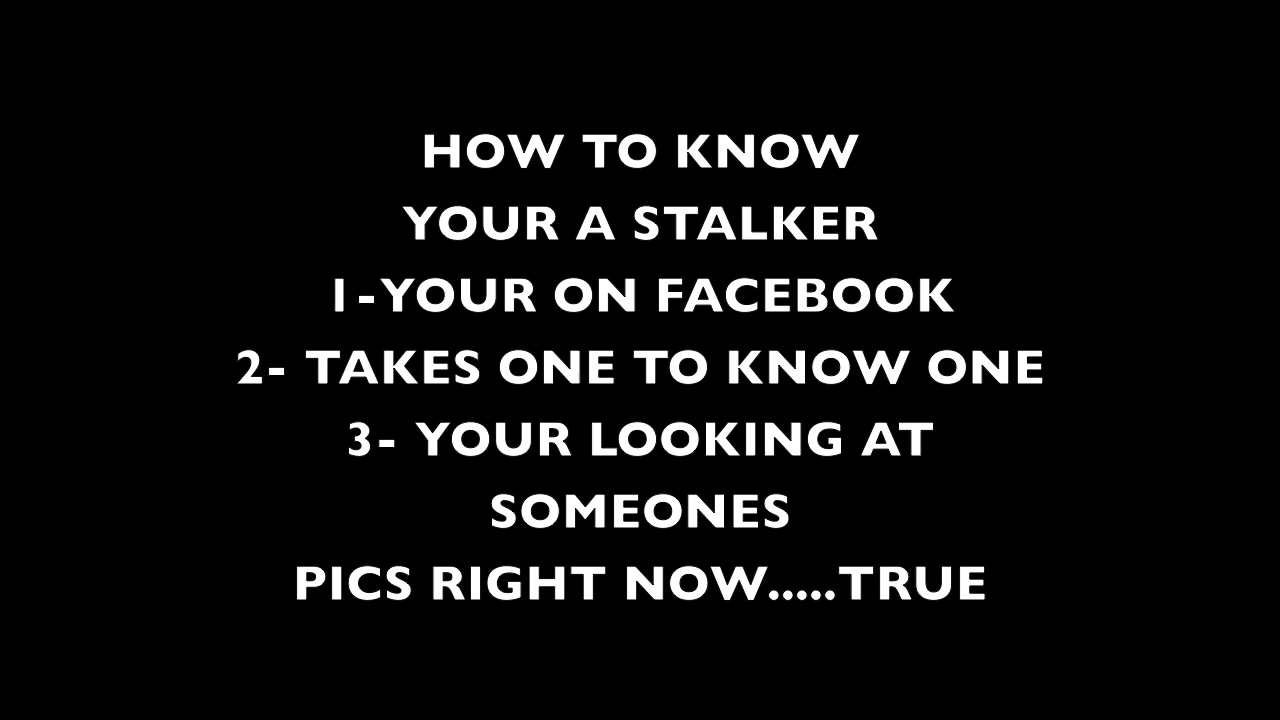 HOW TO KNOW
YOUR A STALKER
1-YOUR ON FACEBOOK
2- TAKES ONE TO KNOW ONE
3- YOUR LOOKING AT
SOMEONES
PICS RIGHT NOW.....TRUE